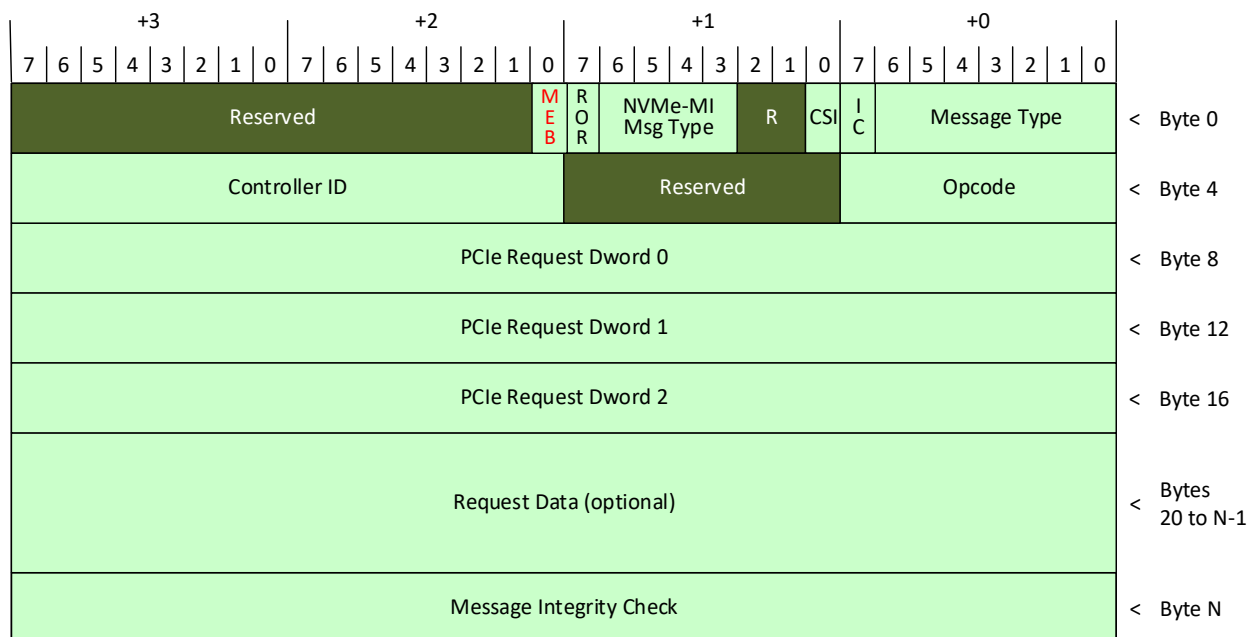 +3 +2 +1 +0
7 6 5 4 3 2 1 0 7 6 5 4 3 2 1 0 7 6 5 4 3 2 1 0 7 6 5 4 3 2 1 0
Reserved MEB ROR NVMe-MI Msg Type R CSI IC Message Type < Byte 0
Controller ID Reserved Opcode < Byte 4
PCIe Request Dword 0 < Byte 8
PCIe Request Dword 1 < Byte 12
PCIe Request Dword 2 < Byte 16
Request Data (optional) < Bytes 20 to N-1
Message Integrity Check < Byte N